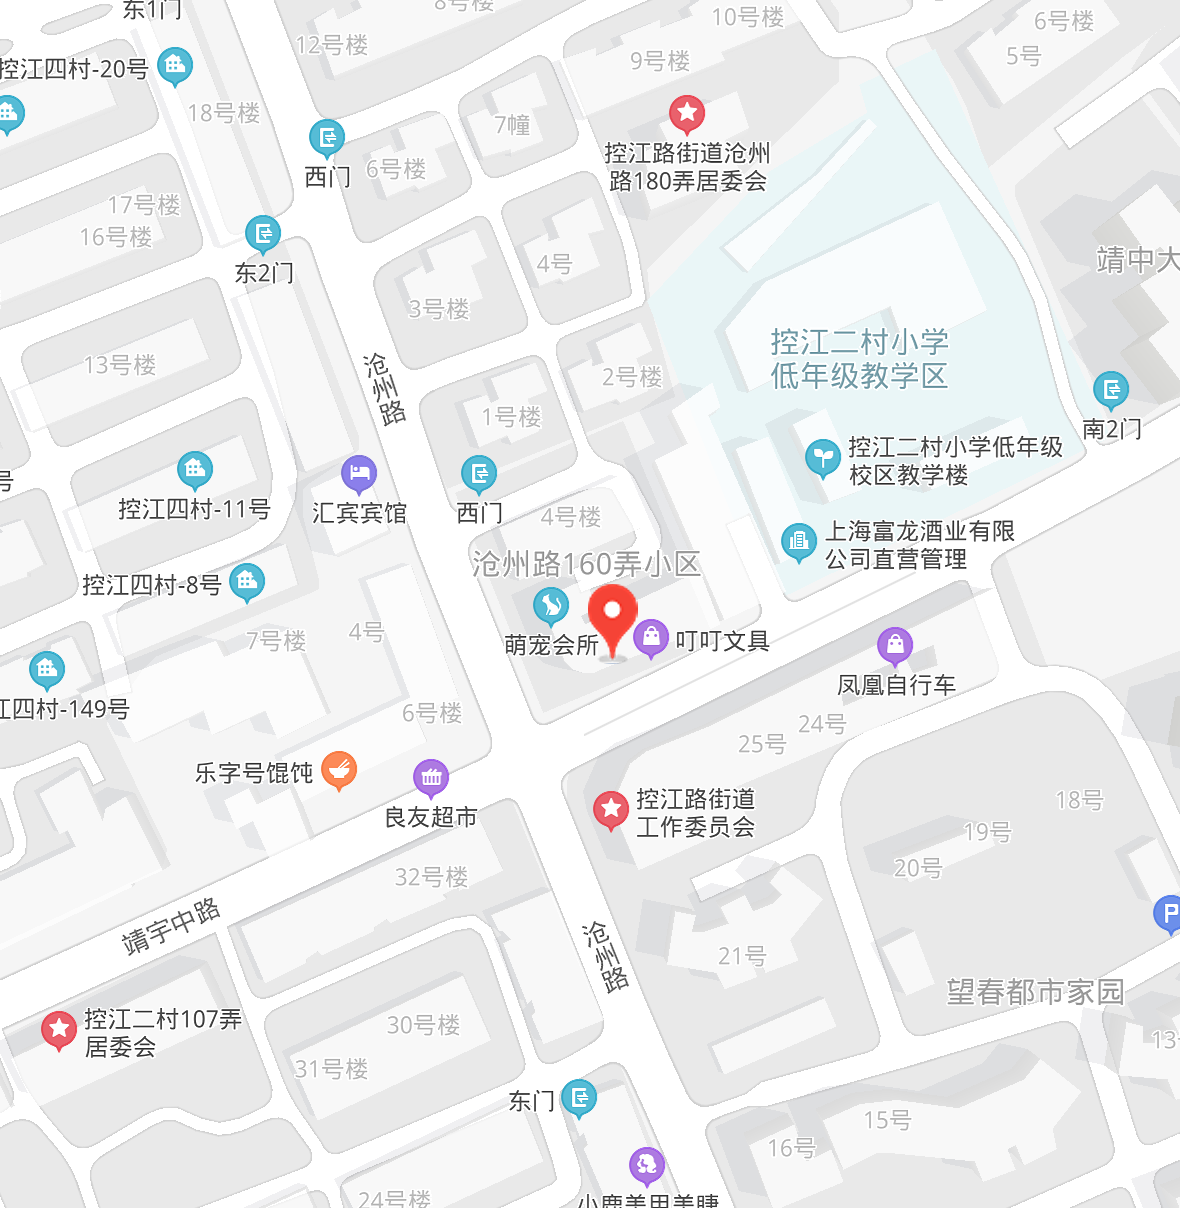 东1门
8号楼
10号楼
6号楼
12号楼
9号楼
5号
控江四村-20号
18号楼
7幢
控江路街道沧州
路180弄居委会
西门
6号楼
17号楼
16号楼
东2门
4号
靖中大
3号楼
控江二村小学
低年级教学区
13号楼
沧州路
2号楼
1号楼
南2门
控江二村小学低年级
校区教学楼
号
控江四村-11号
汇宾宾馆
西门
4号楼
上海富龙酒业有限
公司直营管理
沧州路160弄小区
控江四村-8号
7号楼
4号
萌宠会所
叮叮文具
凤凰自行车
江四村-149号
6号楼
24号
25号
乐字号馄饨
良友超市
控江路街道
工作委员会
18号
19号
20号
32号楼
靖宇中路
沧州路
21号
P
望春都市家园
控江二村107弄
居委会
30号楼
13
31号楼
东门
15号
16号
24号楼
小鹿美甲美睫